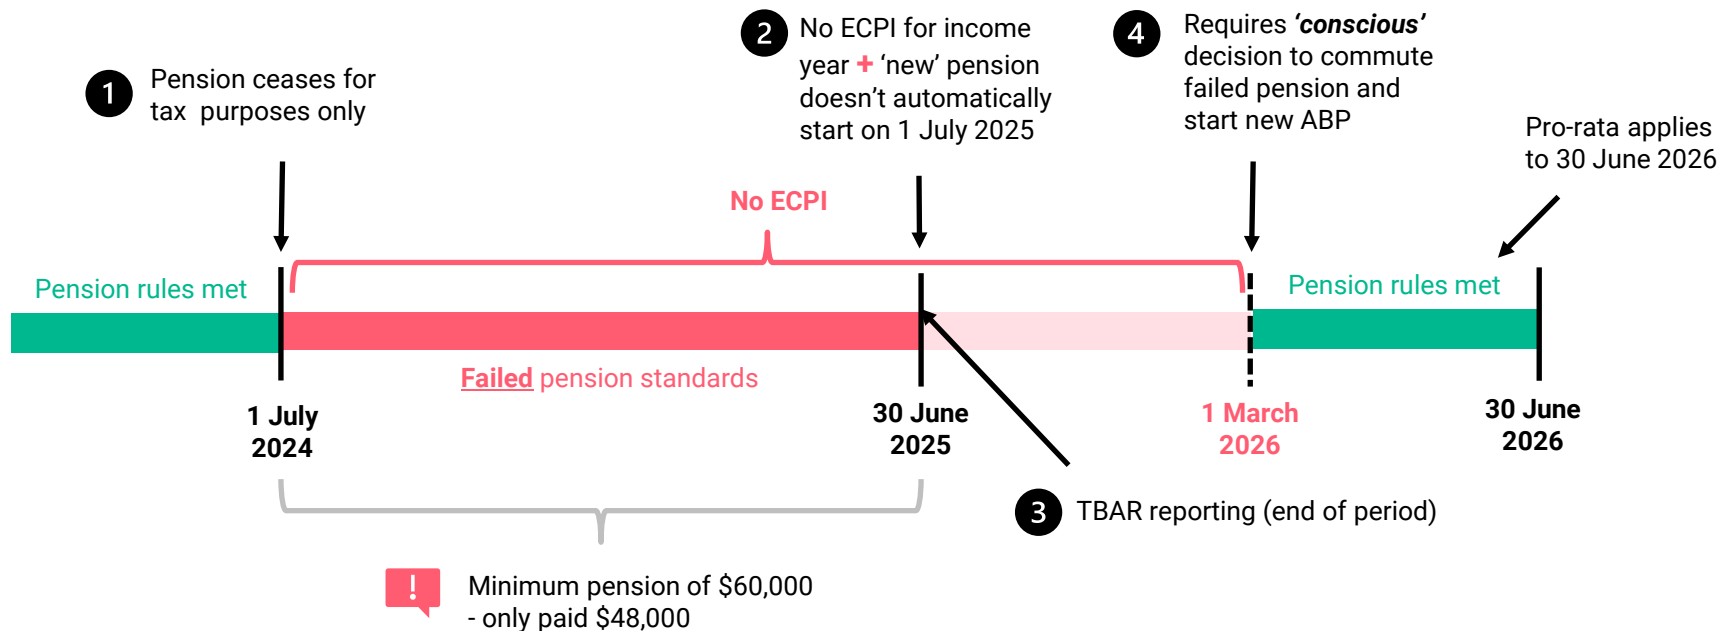 1
Pension ceases for
tax purposes only
2
No ECPI for income
year + ‘new’ pension
doesn’t automatically
start on 1 July 2025
4
Requires ‘conscious’
decision to commute
failed pension and
start new ABP
Pro-rata applies
to 30 June 2026
No ECPI
Pension rules met
Pension rules met
Failed pension standards
1 July
2024
30 June
2025
1 March
2026
30 June
2026
3
TBAR reporting (end of period)
!
Minimum pension of $60,000
- only paid $48,000